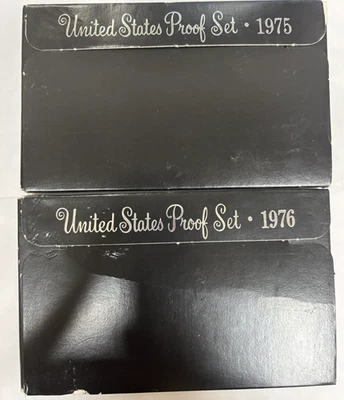 United States Proof Set · 1975
United States Proof Set · 1976